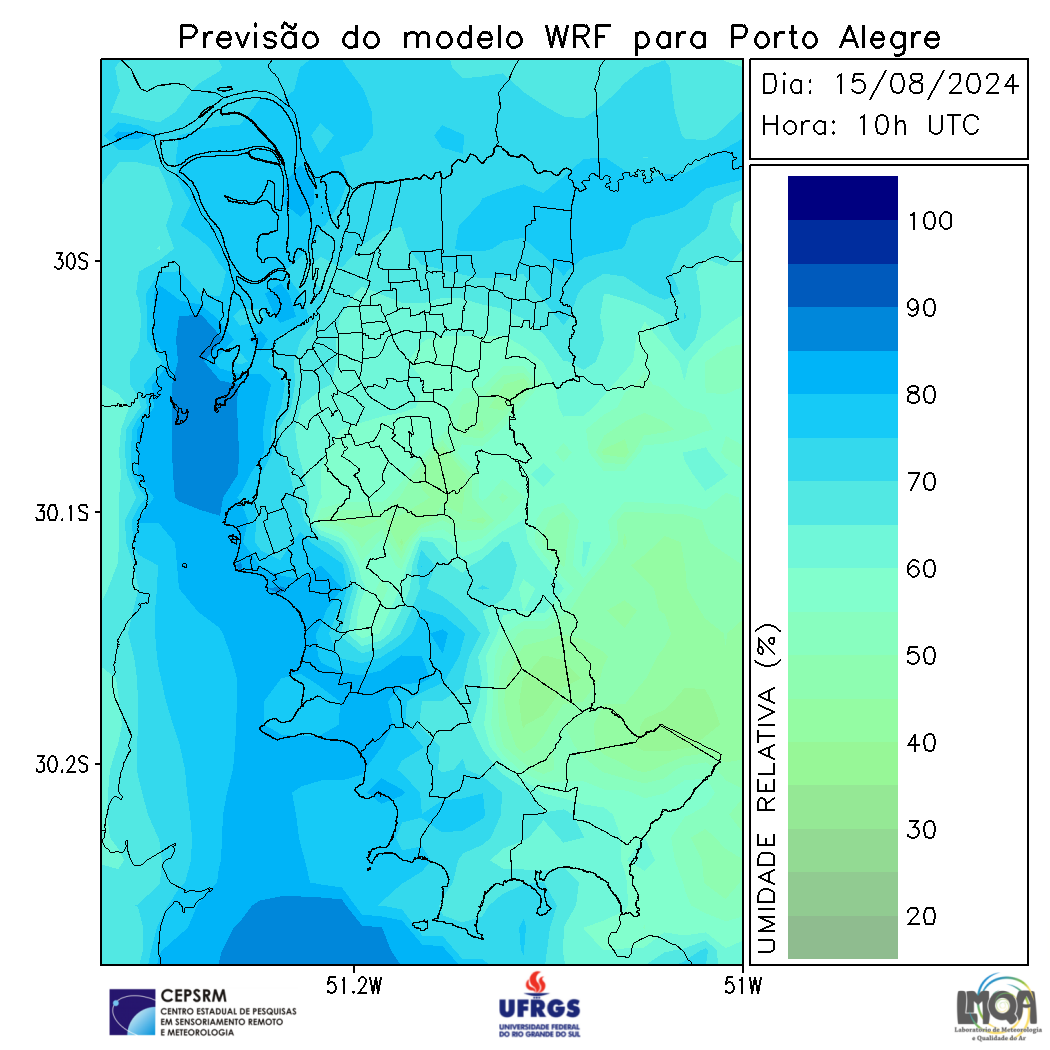 Previsão do modelo WRF para Porto Alegre
Dia: 15/08/2024
Hora: 10h UTC
30S
30.1S
30.2S
51.2W
51W
UMIDADE RELATIVA (%)
100
90
80
70
60
50
40
30
20
CEPSRM
CENTRO ESTADUAL DE PESQUISAS
EM SENSORIAMENTO REMOTO
E METEOROLOGIA
UFRGS
UNIVERSIDADE FEDERAL
DO RIO GRANDE DO SUL
LMQA
Laboratório de Meteorologia
e Qualidade do Ar